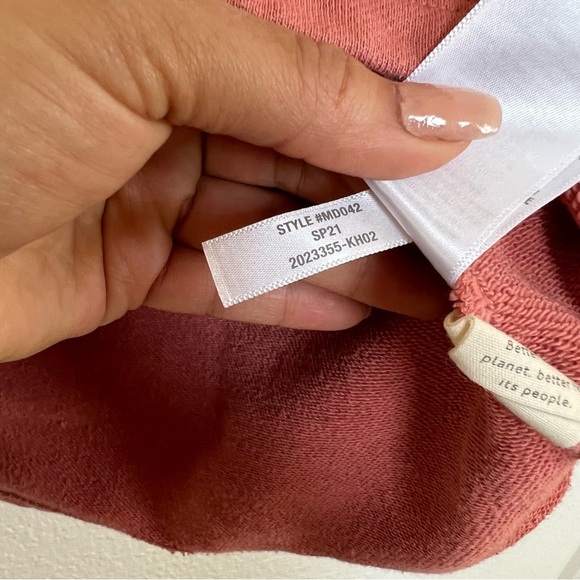 STYLE #MD042
SP21
2023355-KH02
planet. better
its people.